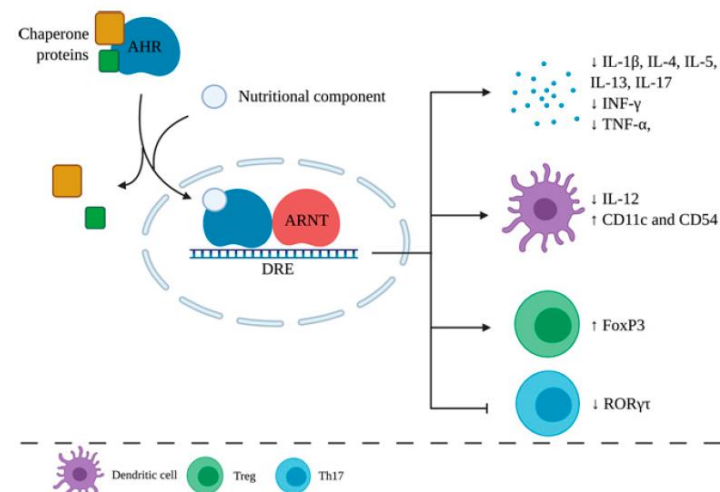 Chaperone
proteins
AHR
Nutritional component
ARNT
DRE
↓ IL-1β, IL-4, IL-5,
IL-13, IL-17
↓ INF-γ
↓ TNF-α,
↓ IL-12
↑ CD11c and CD54
↑ FoxP3
↓ RORγτ
Dendritic cell
Treg
Th17